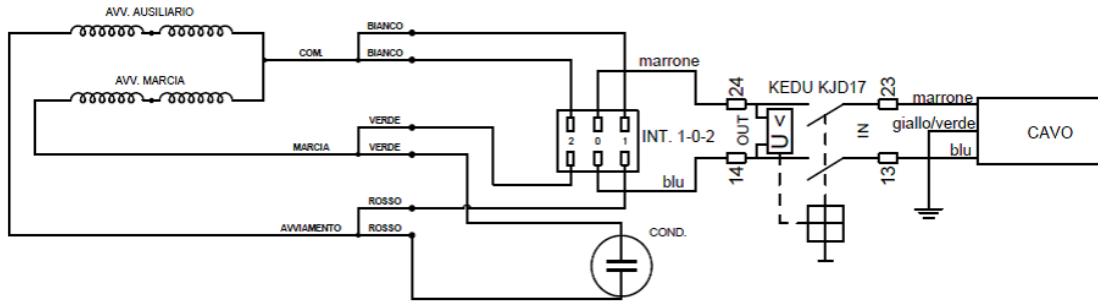 AVV. AUSILIARIO
AVV. MARCIA
COM.
BIANCO
BIANCO
VERDE
MARCIA
VERDE
ROSSO
AVVIAMENTO
ROSSO
2 0 1
INT. 1-0-2
marrone
blu
COND.
24
14
OUT
V
U
KEDU KJD17
IN
23
13
marrone
giallo/verde
blu
CAVO